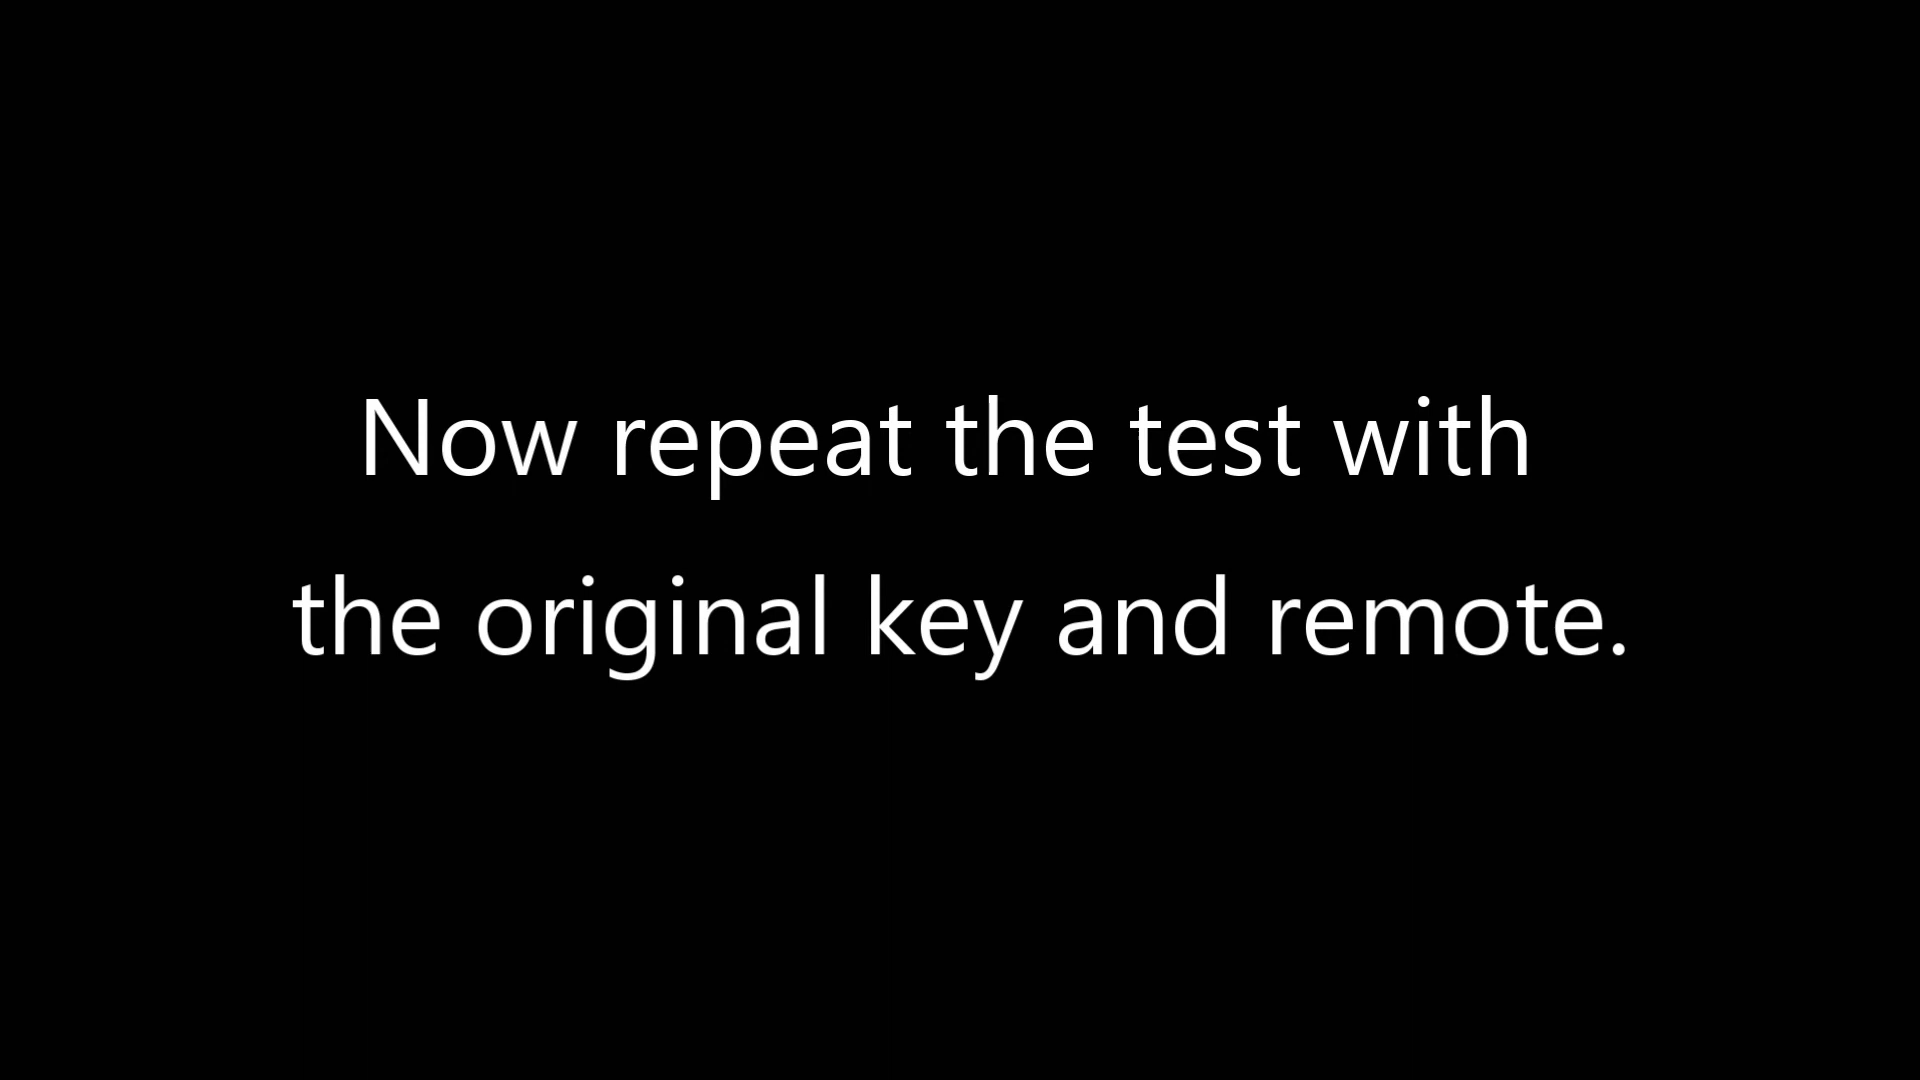 Now repeat the test with
the original key and remote.